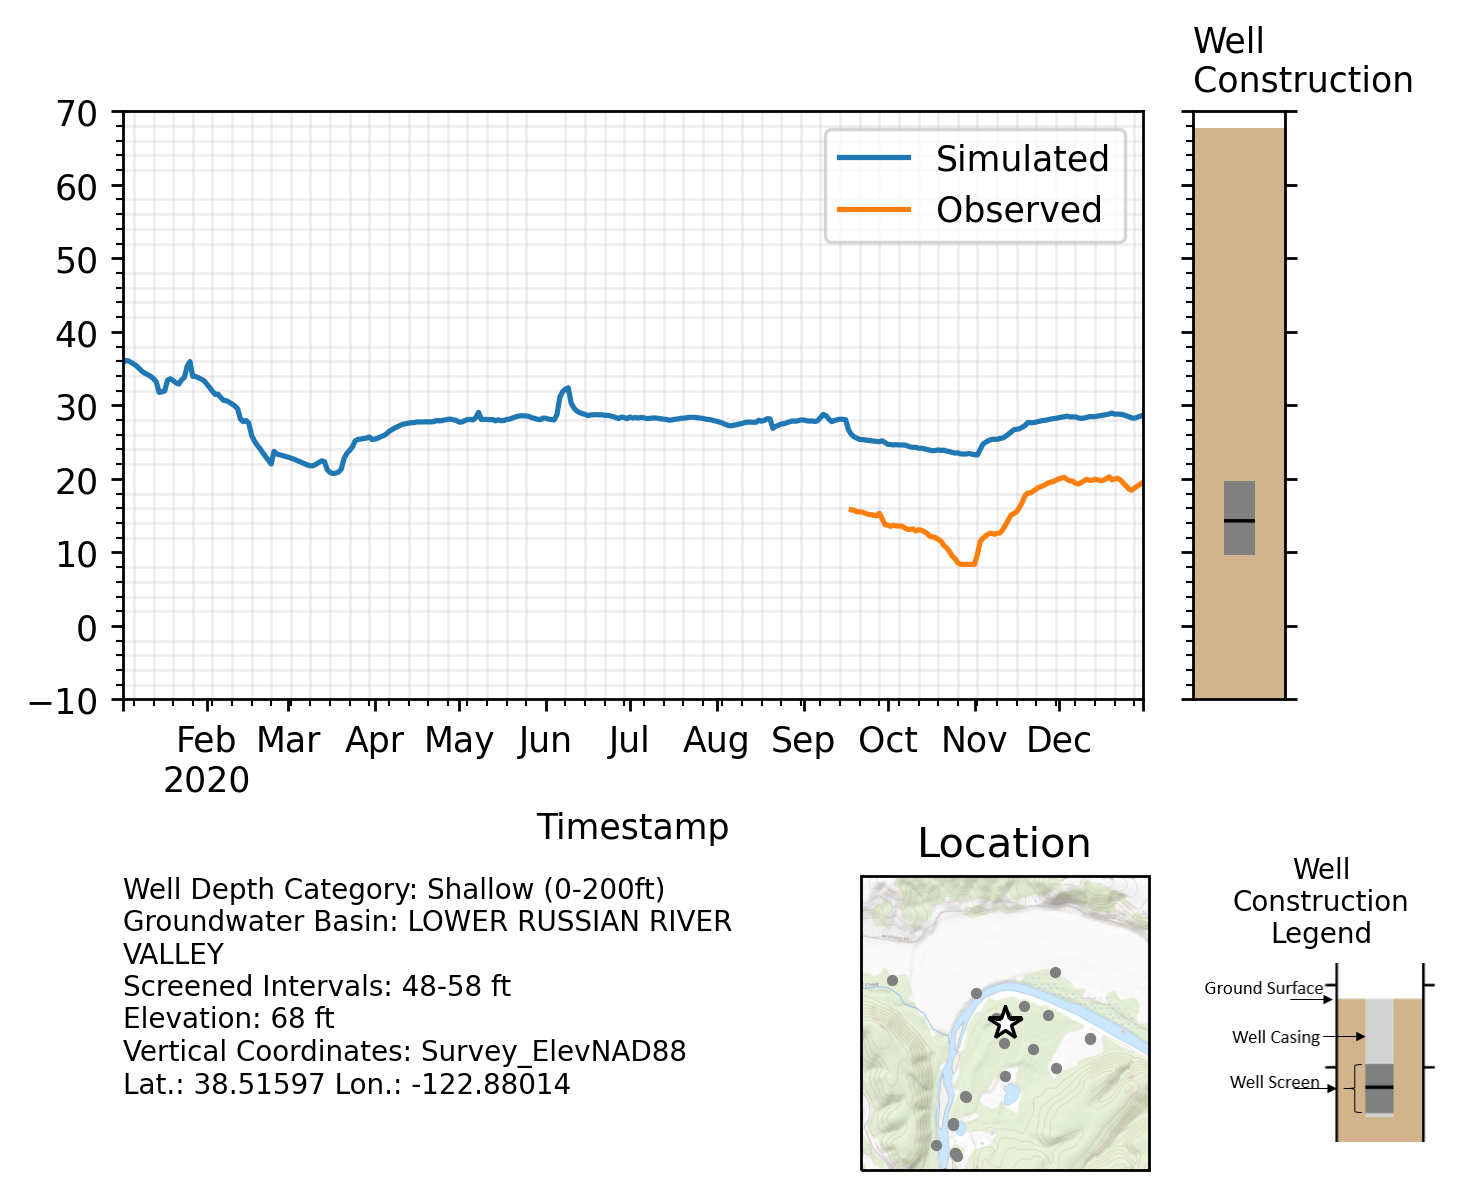 Well
Construction
70
60
50
40
30
20
10
0
−10
Simulated
Observed
Feb
Mar
Apr
May
Jun
Jul
Aug
Sep
Oct
Nov
Dec
2020
Timestamp
Well Depth Category: Shallow (0-200ft)
Groundwater Basin: LOWER RUSSIAN RIVER
VALLEY
Screened Intervals: 48-58 ft
Elevation: 68 ft
Vertical Coordinates: Survey_ElevNAD88
Lat.: 38.51597 Lon.: -122.88014
Location
Well
Construction
Legend
Ground Surface
Well Casing
Well Screen